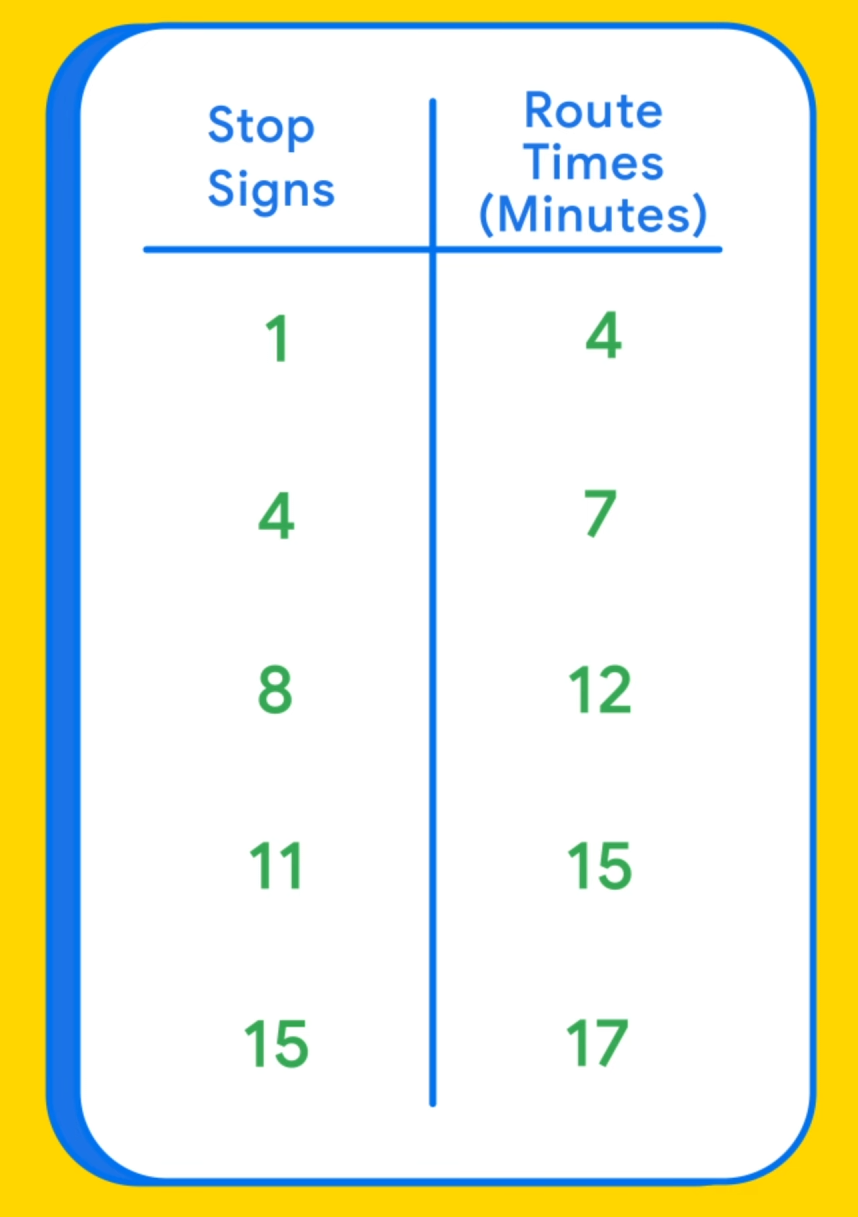 Stop
Signs
Route
Times
(Minutes)
1 4
4 7
8 12
11 15
15 17